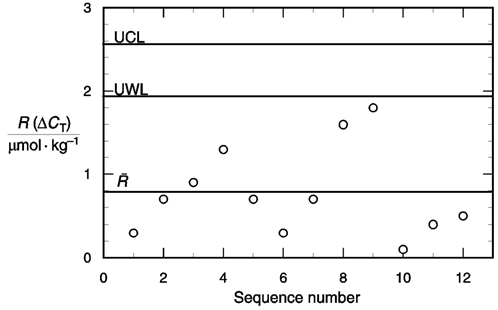 3
UCL
2
UWL
R (ΔC_T)
μmol · kg⁻¹
1
R̄
0
0 2 4 6 8 10 12
Sequence number